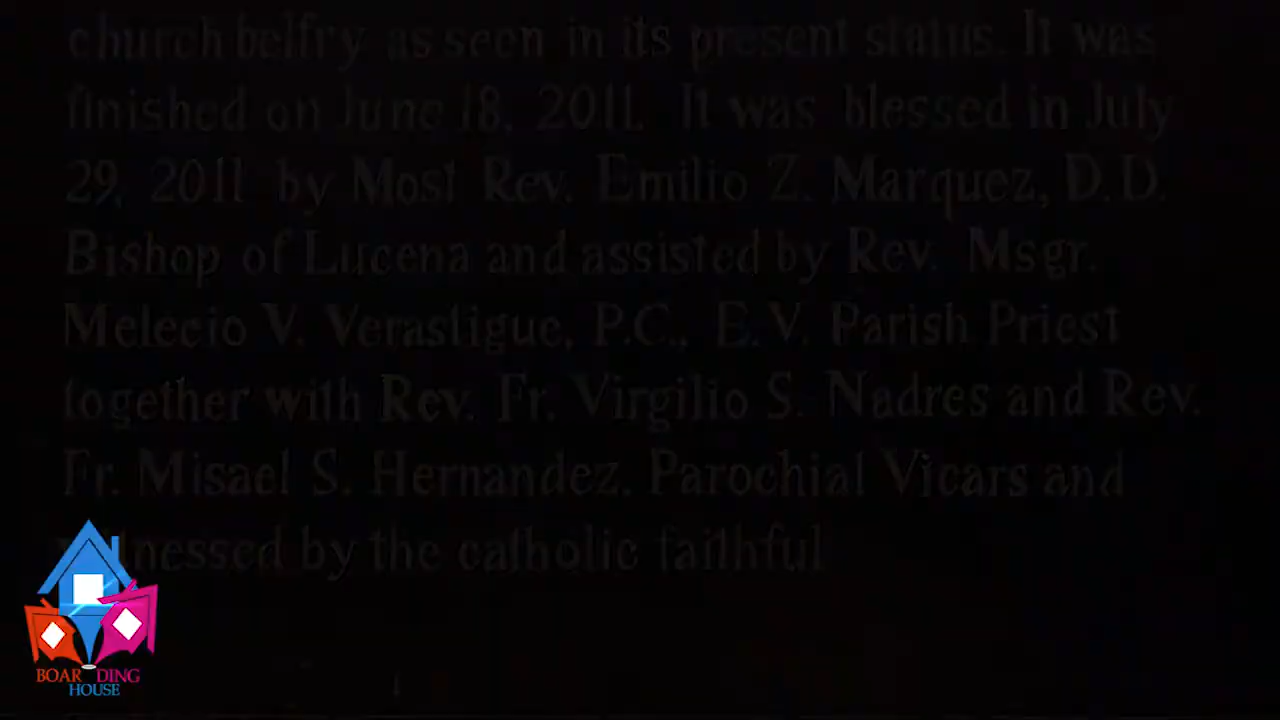 church belfry as seen in its present status. It was
finished on June 18, 2011. It was blessed in July
29, 2011 by Most Rev. Emilio Z. Marquez, D.D.
Bishop of Lucena and assisted by Rev. Msgr.
Melecio V. Verastigue, P.C., E.V. Parish Priest
together with Rev. Fr. Virgilio S. Nadres and Rev.
Fr. Misael S. Hernandez, Parochial Vicars and
by the catholic faithful
BOAR DING
HOUSE